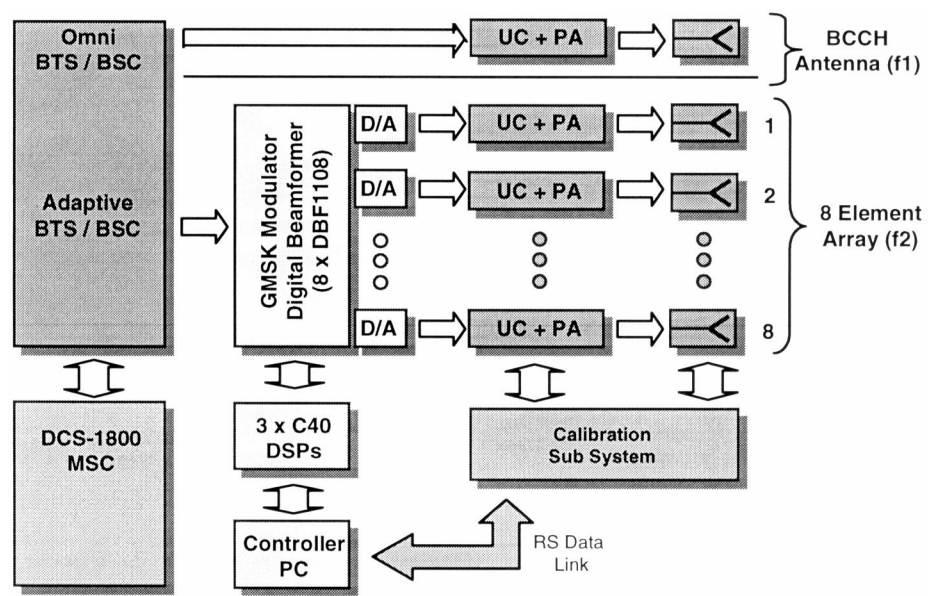 Omni
BTS / BSC
UC + PA
BCCH
Antenna (f1)
Adaptive
BTS / BSC
GMSK Modulator
Digital Beamformer
(8 x DBF1108)
D/A
UC + PA
1
D/A
UC + PA
2
D/A
UC + PA
8
8 Element
Array (f2)
DCS-1800
MSC
3 x C40
DSPs
Calibration
Sub System
Controller
PC
RS Data
Link